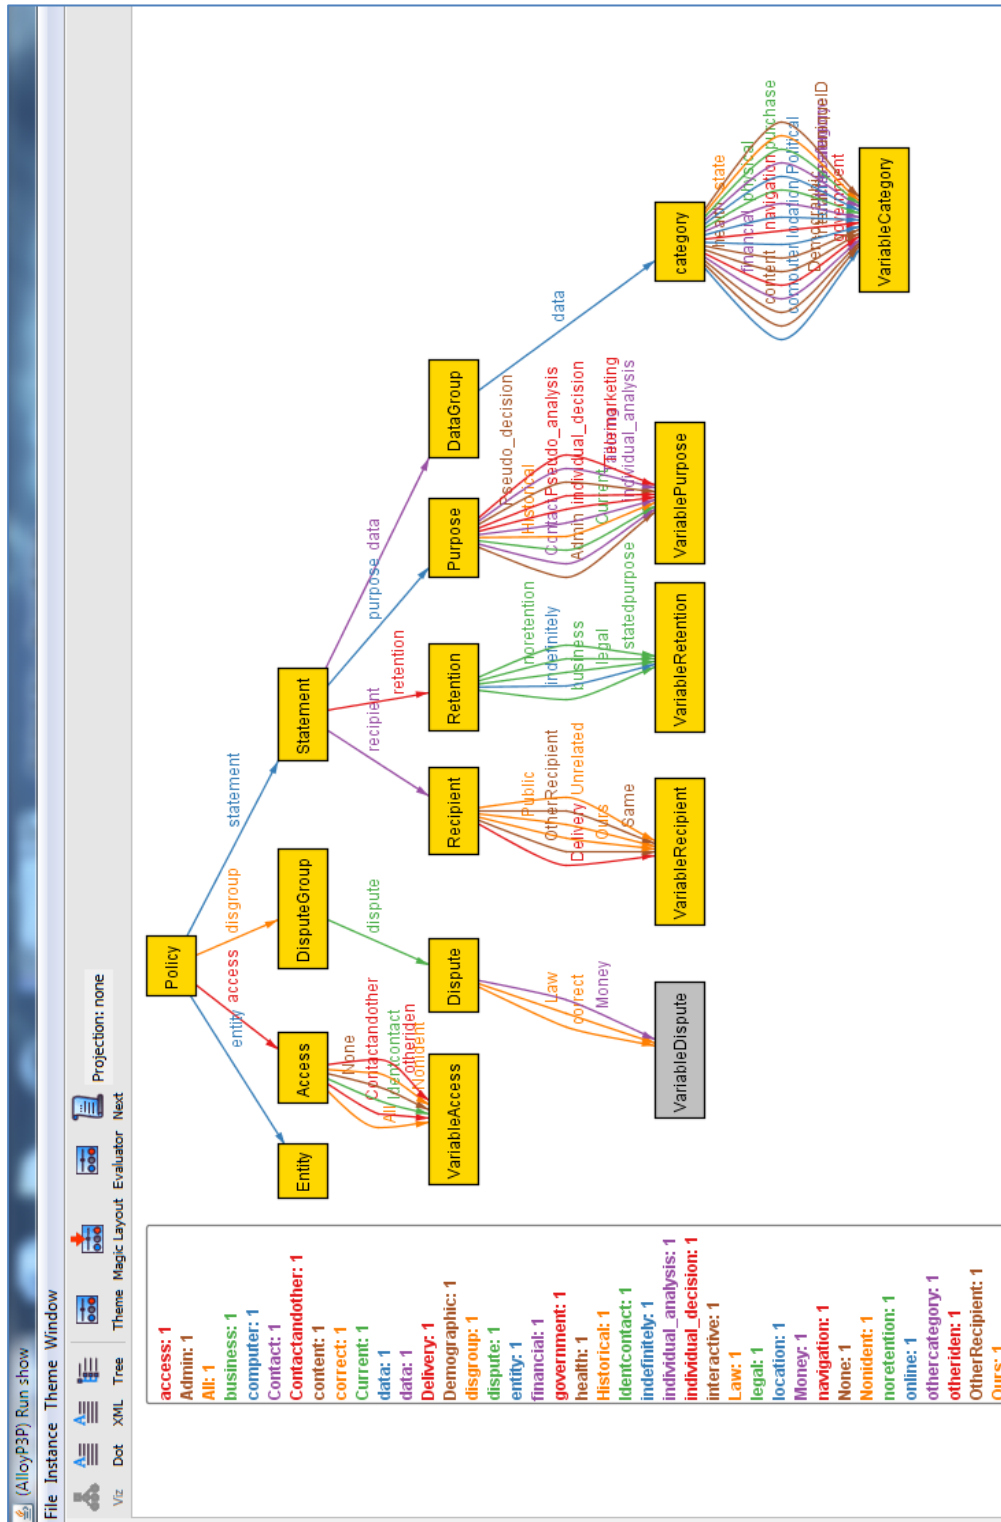 (AlloyP3P) Run show
File Instance Theme Window
Viz Dot XML Tree Theme Magic Layout Evaluator Next
Projection: none
access: 1
Admin: 1
All: 1
business: 1
computer: 1
Contact: 1
Contactandother: 1
content: 1
correct: 1
Current: 1
data: 1
data: 1
Delivery: 1
Demographic: 1
disgroup: 1
dispute: 1
entity: 1
financial: 1
government: 1
health: 1
Historical: 1
Identcontact: 1
indefinitely: 1
individual_analysis: 1
individual_decision: 1
interactive: 1
Law: 1
legal: 1
location: 1
Money: 1
navigation: 1
None: 1
Nonident: 1
noretention: 1
online: 1
othercategory: 1
otheriden: 1
OtherRecipient: 1
Ours: 1
Policy
entity
access
disgroup
statement
Entity
Access
DisputeGroup
Statement
None
Contactandother
All
Identcontact
otheriden
Nonident
dispute
recipient
retention
purpose
data
VariableAccess
Dispute
Recipient
Retention
Purpose
DataGroup
Law
correct
Money
Public
OtherRecipient
Unrelated
Delivery
Ours
Same
noretention
indefinitely
business
legal
statedpurpose
Pseudo_decision
Historical
Contact
Pseudo_analysis
Admin
individual_decision
Current
individual_analysis
data
VariableDispute
VariableRecipient
VariableRetention
VariablePurpose
category
health
state
financial
physical
purchase
content
navigation
computer
location
Political
Demographic
government
VariableCategory